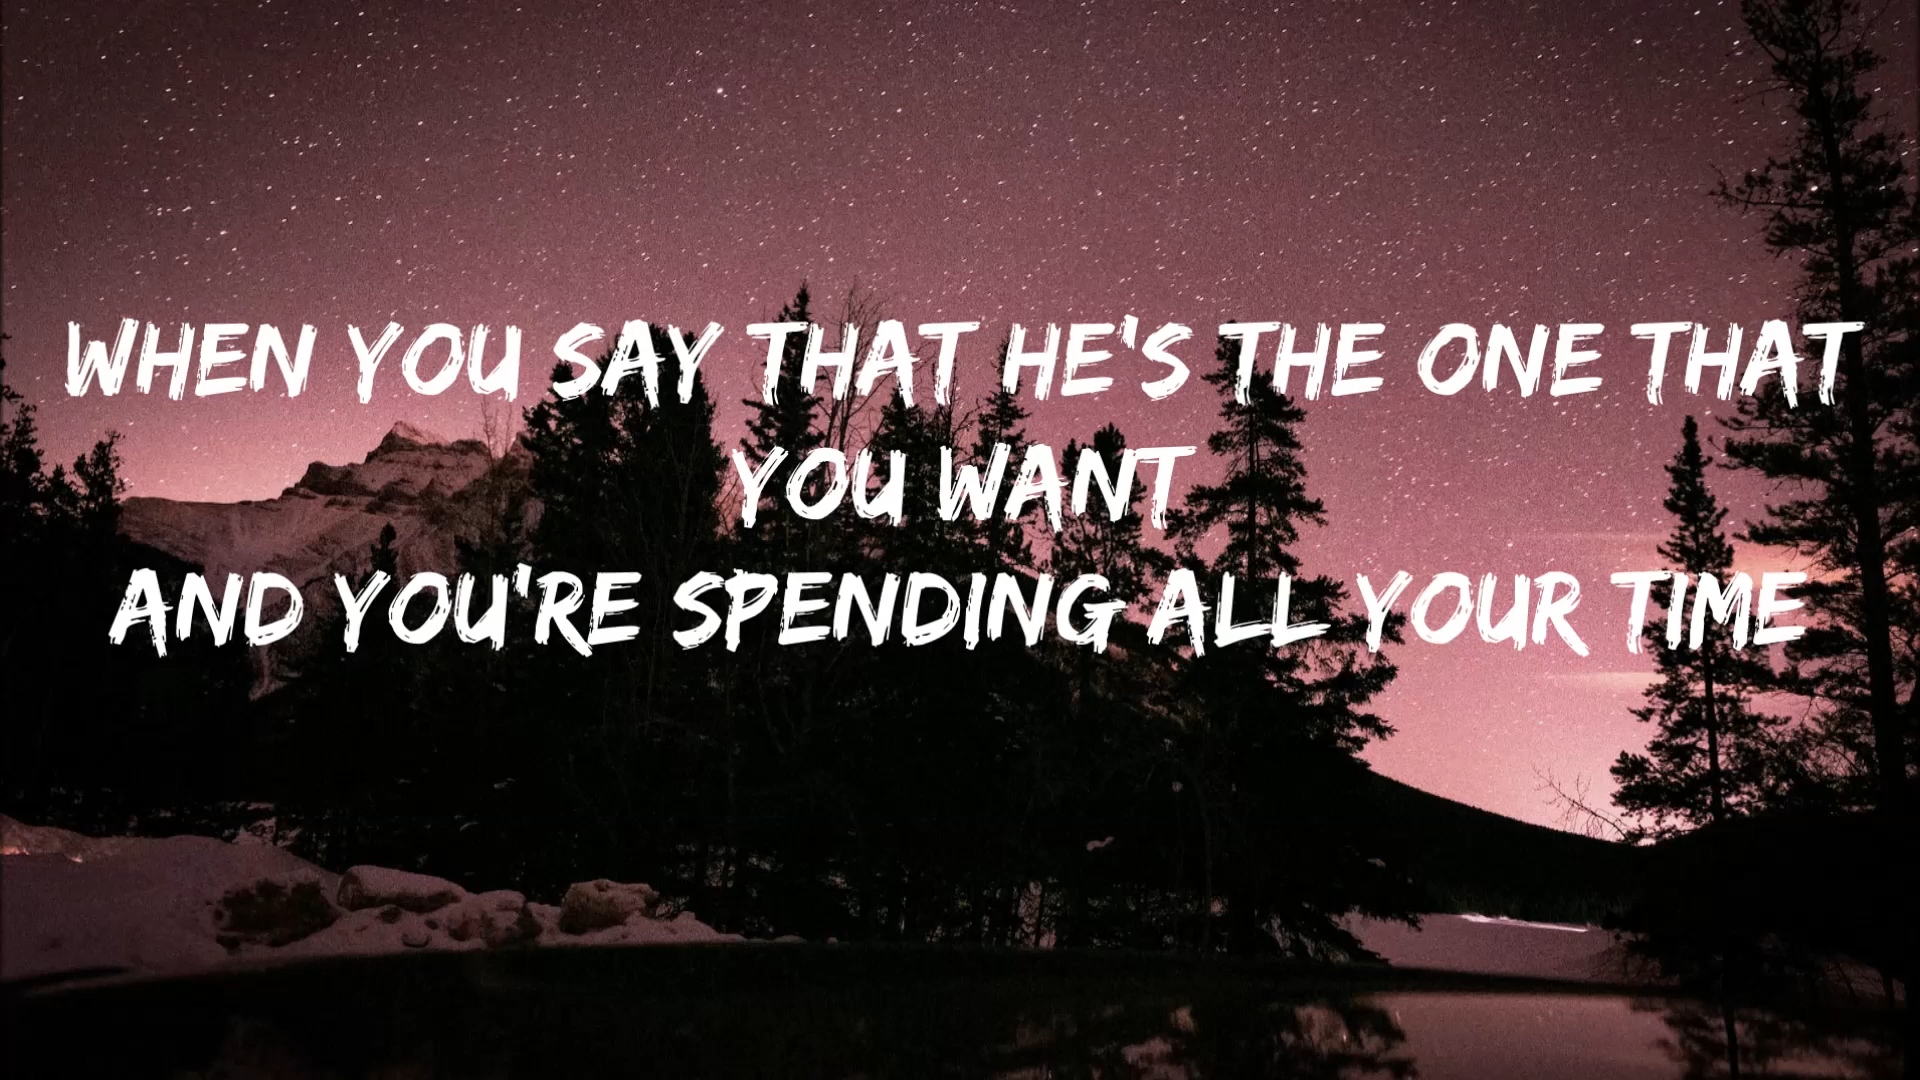 WHEN YOU SAY THAT HE'S THE ONE THAT
YOU WANT
AND YOU'RE SPENDING ALL YOUR TIME